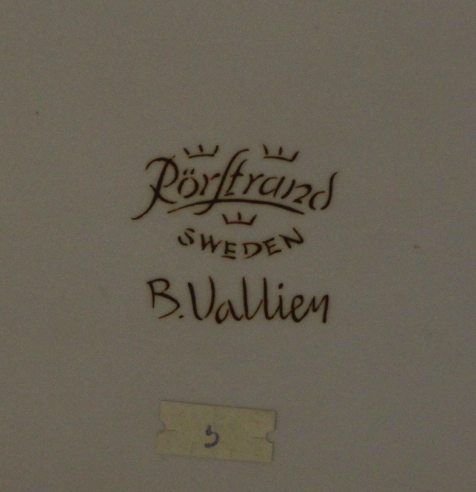 Rörstrand
SWEDEN
B. Vallien
5